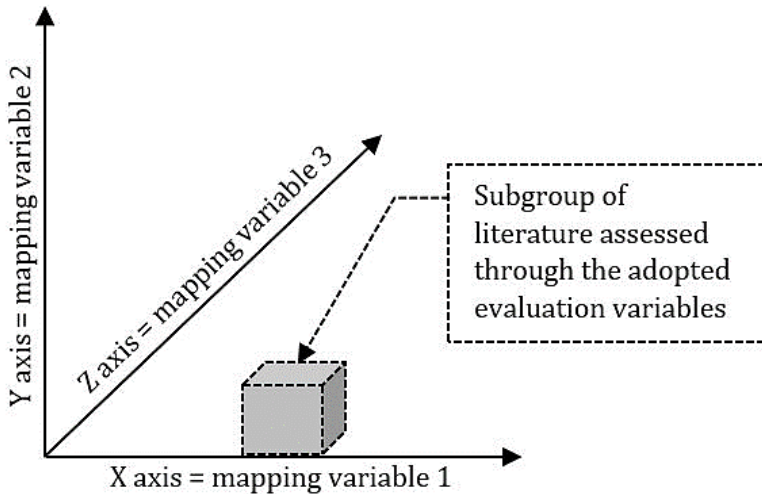 Y axis = mapping variable 2
Z axis = mapping variable 3
Subgroup of
literature assessed
through the adopted
evaluation variables
X axis = mapping variable 1